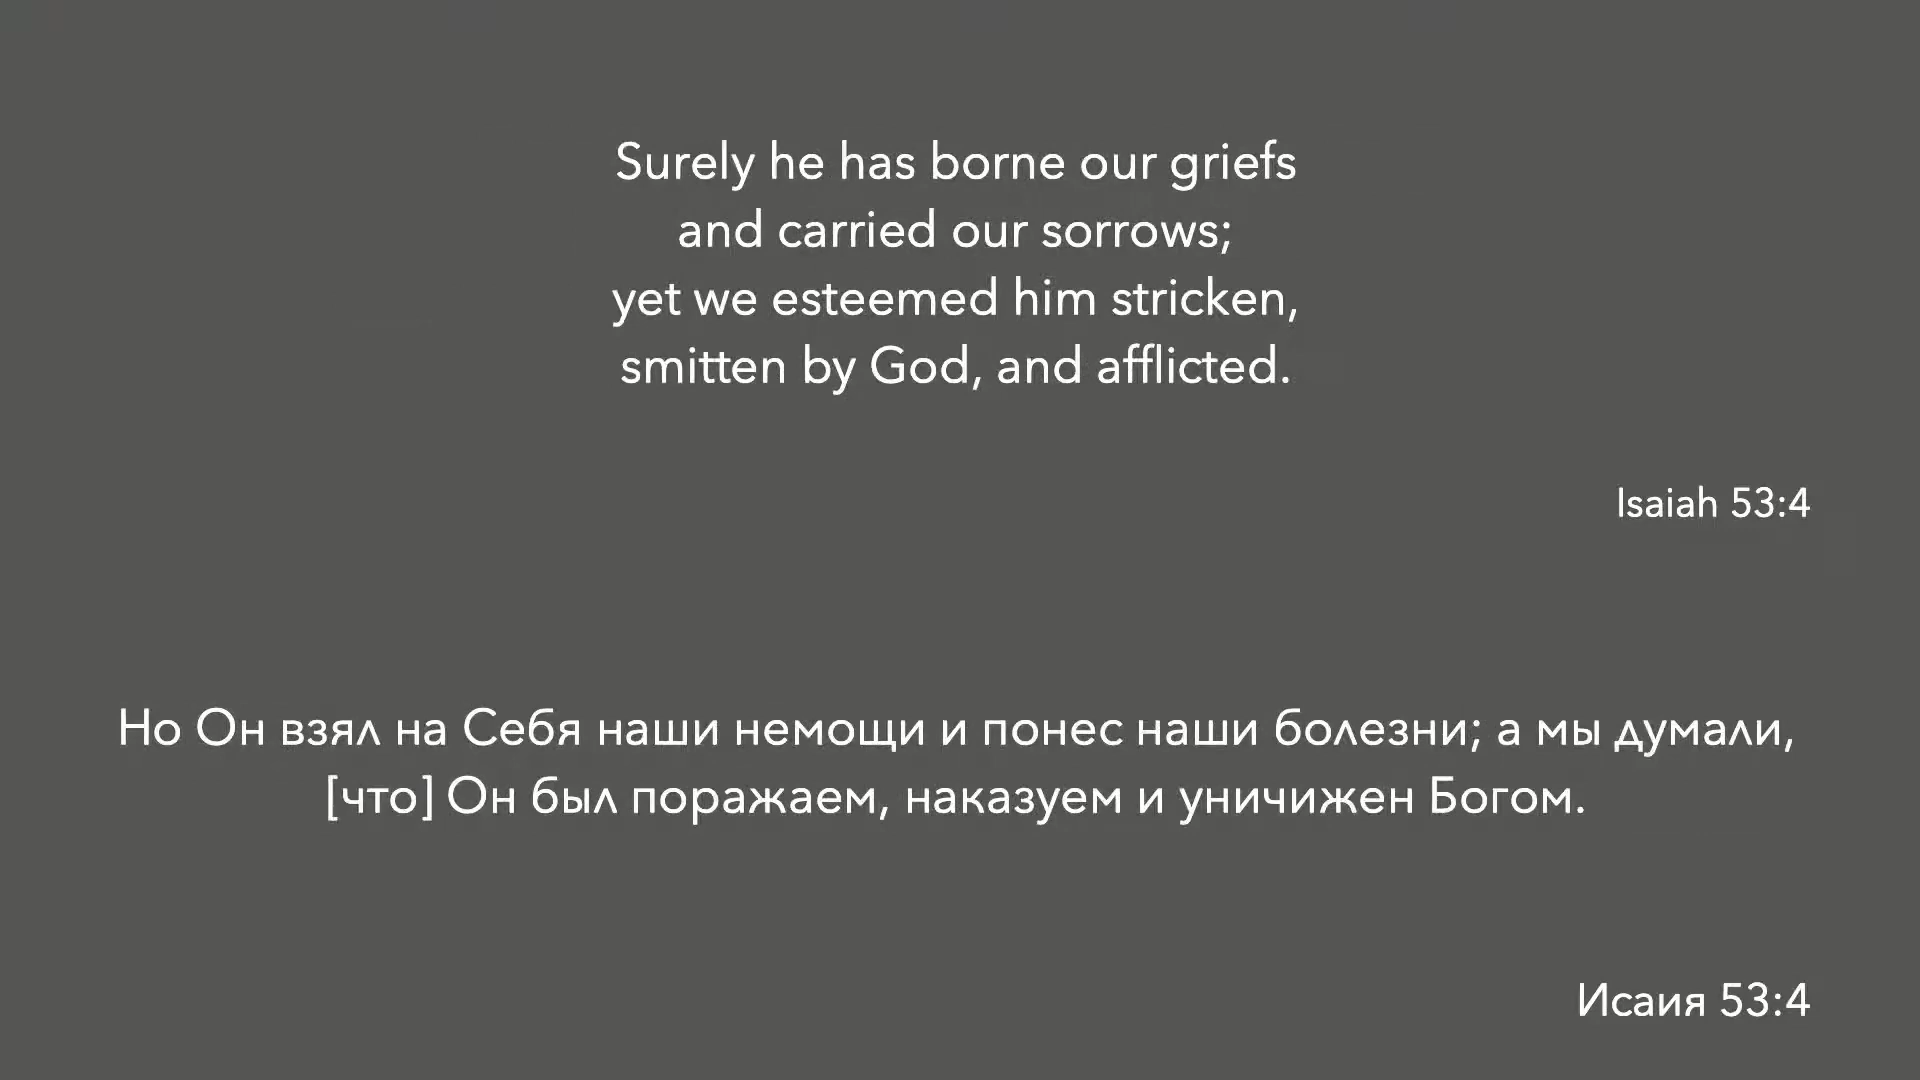 Surely he has borne our griefs
and carried our sorrows;
yet we esteemed him stricken,
smitten by God, and afflicted.
Isaiah 53:4
Но Он взял на Себя наши немощи и понес наши болезни; а мы думали,
[что] Он был поражаем, наказуем и уничижен Богом.
Исаия 53:4